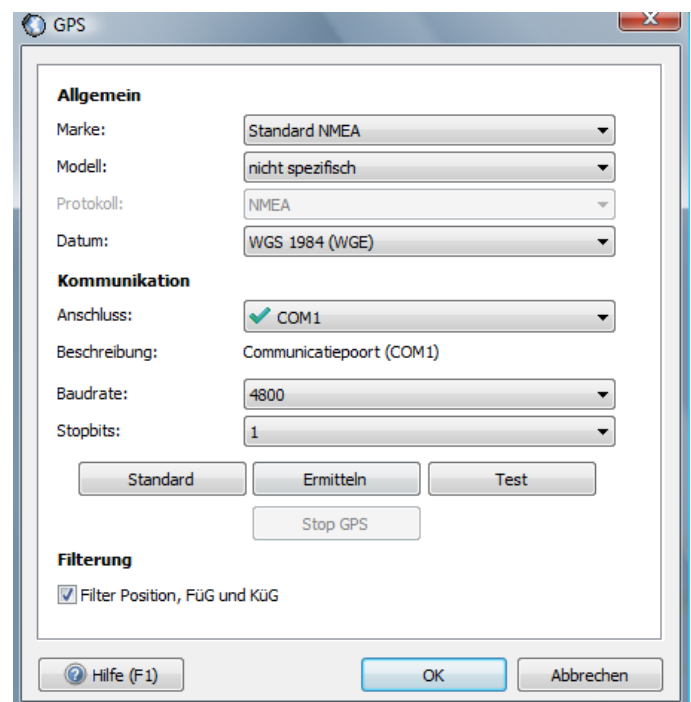 GPS
Allgemein
Marke: Standard NMEA
Modell: nicht spezifisch
Protokoll: NMEA
Datum: WGS 1984 (WGE)
Kommunikation
Anschluss: COM1
Beschreibung: Communicatiepoort (COM1)
Baudrate: 4800
Stopbits: 1
Standard Ermitteln Test
Stop GPS
Filterung
Filter Position, FüG und KüG
Hilfe (F1) OK Abbrechen